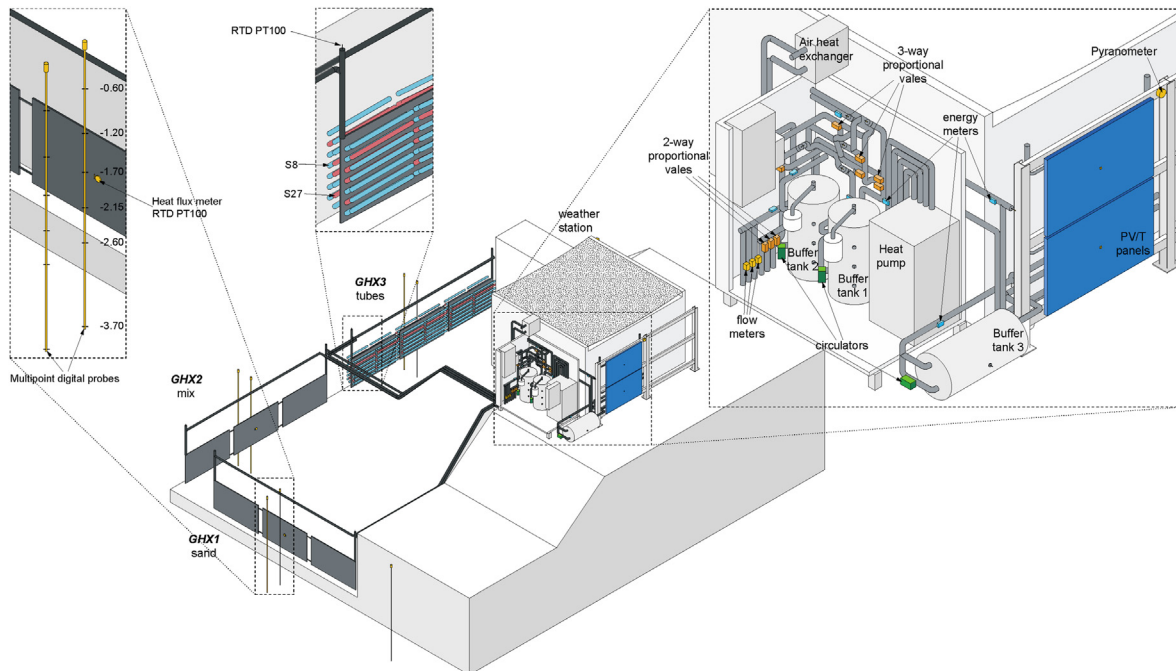 -0.60
-1.20
-1.70
-2.15
-2.60
-3.70
Heat flux meter
RTD PT100
Multipoint digital probes
RTD PT100
S8
S27
Air heat
exchanger
3-way
proportional
vales
Pyranometer
energy
meters
2-way
proportional
vales
PV/T
panels
Buffer
tank 2
Buffer
tank 1
Heat
pump
flow
meters
circulators
Buffer
tank 3
weather
station
GHX3
tubes
GHX2
mix
GHX1
sand